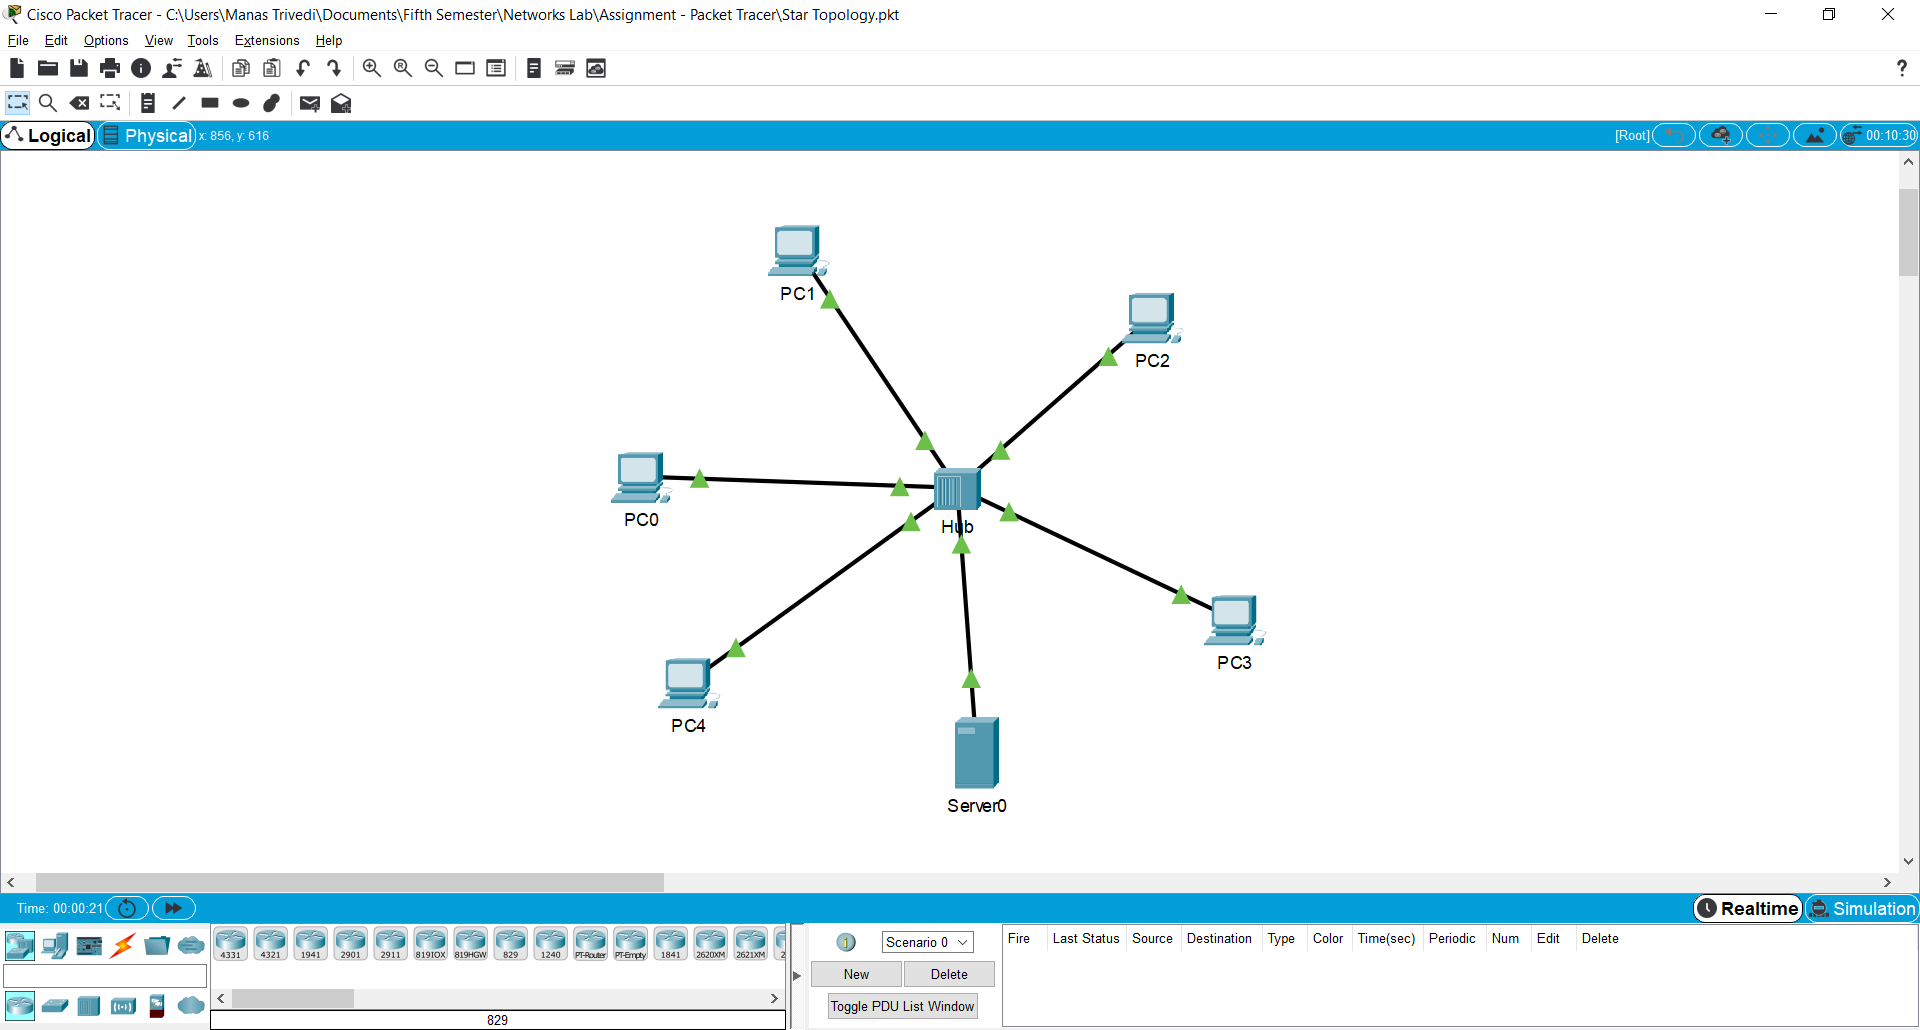 Cisco Packet Tracer - C:\Users\Manas Trivedi\Documents\Fifth Semester\Networks Lab\Assignment - Packet Tracer\Star Topology.pkt
File Edit Options View Tools Extensions Help
?
Logical Physical x: 856, y: 616 [Root] 00:10:30
PC1
PC2
PC0
Hub
PC3
PC4
Server0
Time: 00:00:21 Realtime Simulation
4331 4321 1941 2901 2911 819IOX 819HGW 829 1240 PT-Router PT-Empty 1841 2620XM 2621XM 2
829
Scenario 0
New Delete
Toggle PDU List Window
Fire Last Status Source Destination Type Color Time(sec) Periodic Num Edit Delete